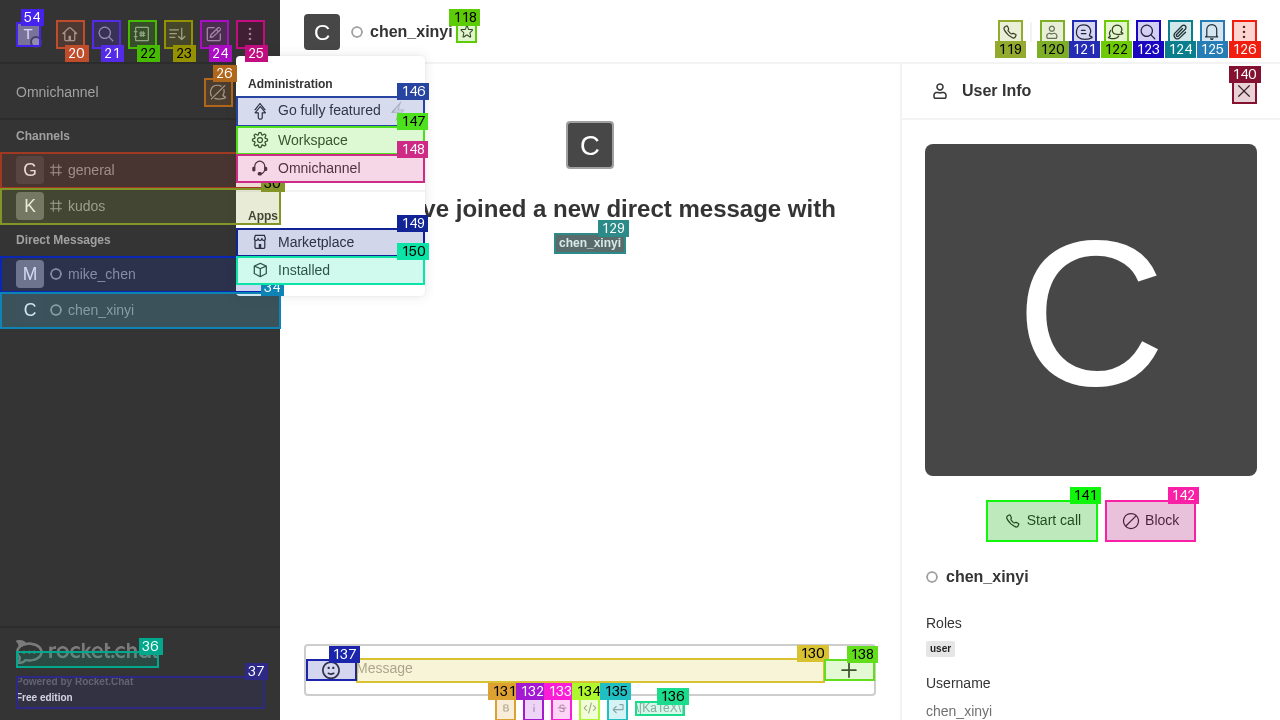 54
T
20
21
22
23
24
25
C
chen_xinyi
118
119
120
121
122
123
124
125
126
Omnichannel
26
Administration
146
Go fully featured
147
Workspace
148
Omnichannel
Apps
149
Marketplace
150
Installed
Channels
G general
30
K kudos
Direct Messages
M mike_chen
34
C chen_xinyi
36
rocket.cha
37
Powered by Rocket.Chat
Free edition
C
ve joined a new direct message with
129
chen_xinyi
137
130
138
Message
131
132
133
134
135
136
B
i
S
</>
\[KaTeX\]
140
User Info
C
141
142
Start call
Block
chen_xinyi
Roles
user
Username
chen_xinyi